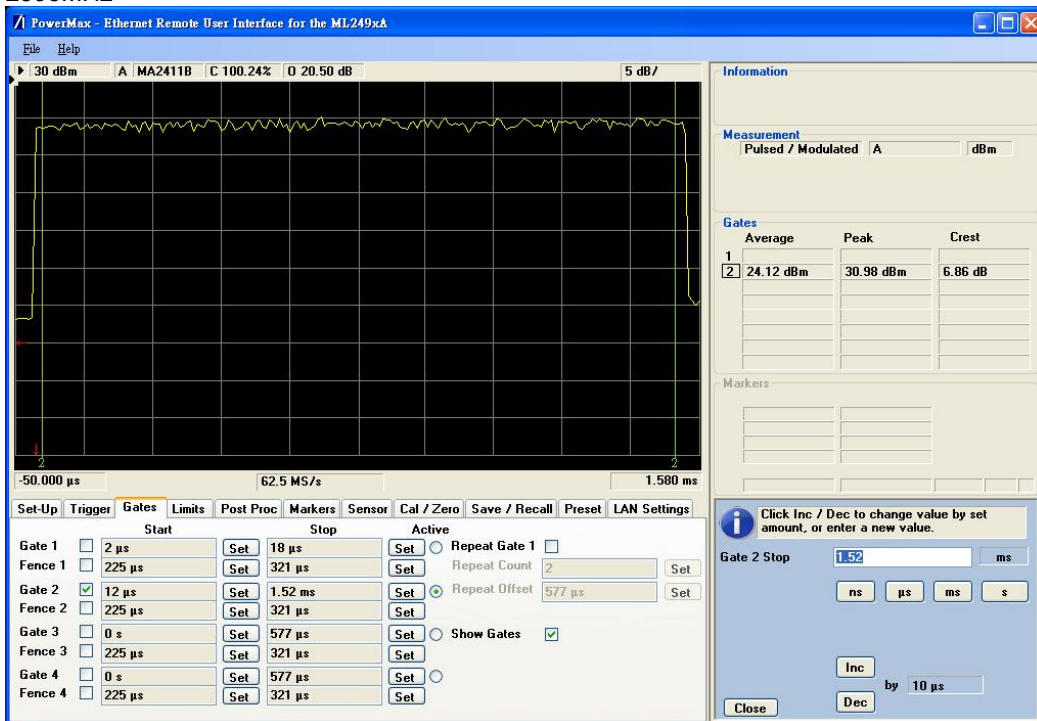 PowerMax - Ethernet Remote User Interface for the ML249xA
File Help
30 dBm A MA2411B C 100.24% O 20.50 dB 5 dB/
2 2
-50.000 µs 62.5 MS/s 1.580 ms
Information
Measurement
Pulsed / Modulated A dBm
Gates
Average Peak Crest
1
2 24.12 dBm 30.98 dBm 6.86 dB
Markers
Set-Up Trigger Gates Limits Post Proc Markers Sensor Cal / Zero Save / Recall Preset LAN Settings
Start Stop Active
Gate 1 2 µs Set 18 µs Set Repeat Gate 1
Fence 1 225 µs Set 321 µs Set Repeat Count 2 Set
Gate 2 12 µs Set 1.52 ms Set Repeat Offset 577 µs Set
Fence 2 225 µs Set 321 µs Set
Gate 3 0 s Set 577 µs Set Show Gates
Fence 3 225 µs Set 321 µs Set
Gate 4 0 s Set 577 µs Set
Fence 4 225 µs Set 321 µs Set
Click Inc / Dec to change value by set
amount, or enter a new value.
Gate 2 Stop 1.52 ms
ns µs ms s
Inc
by 10 µs
Close Dec